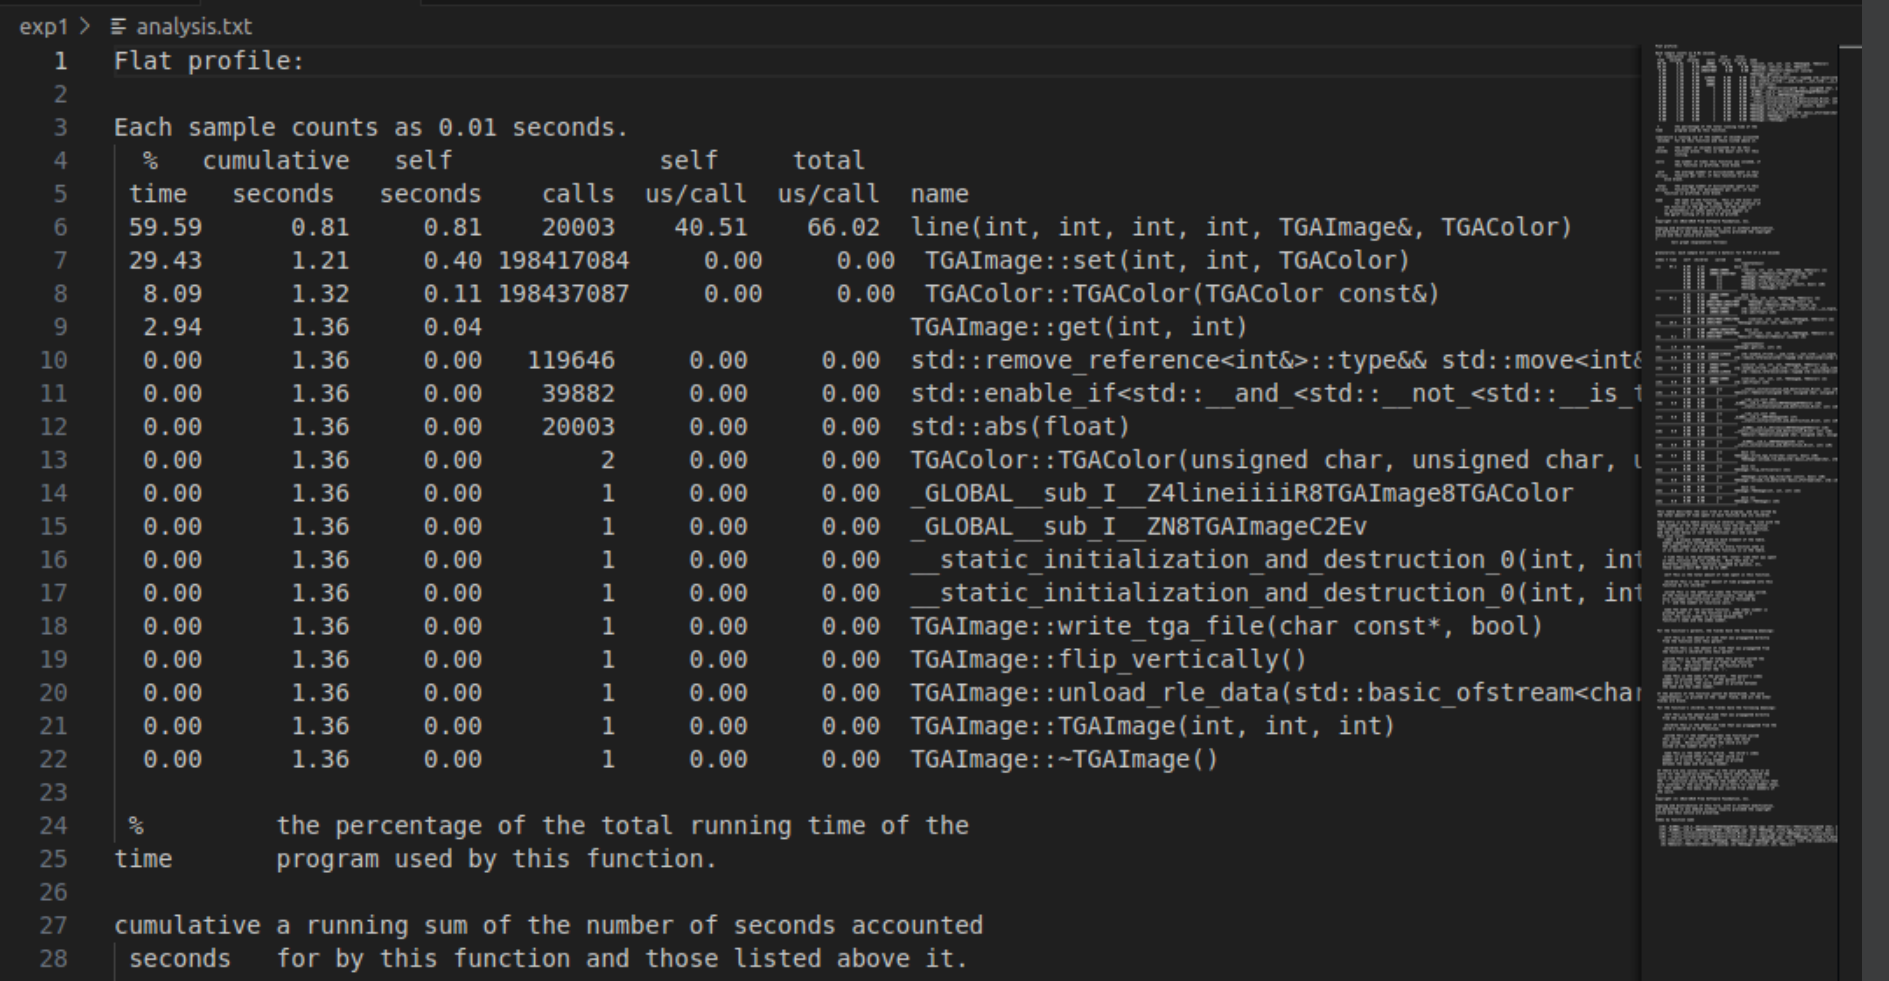 exp1 > analysis.txt
1 Flat profile:
2
3 Each sample counts as 0.01 seconds.
4 % cumulative self self total
5 time seconds seconds calls us/call us/call name
6 59.59 0.81 0.81 20003 40.51 66.02 line(int, int, int, int, TGAImage&, TGAColor)
7 29.43 1.21 0.40 198417084 0.00 0.00 TGAImage::set(int, int, TGAColor)
8 8.09 1.32 0.11 198437087 0.00 0.00 TGAColor::TGAColor(TGAColor const&)
9 2.94 1.36 0.04 TGAImage::get(int, int)
10 0.00 1.36 0.00 119646 0.00 0.00 std::remove_reference<int&>::type&& std::move<int&
11 0.00 1.36 0.00 39882 0.00 0.00 std::enable_if<std::__and_<std::__not_<std::__is_t
12 0.00 1.36 0.00 20003 0.00 0.00 std::abs(float)
13 0.00 1.36 0.00 2 0.00 0.00 TGAColor::TGAColor(unsigned char, unsigned char, u
14 0.00 1.36 0.00 1 0.00 0.00 _GLOBAL__sub_I__Z4lineiiiiR8TGAImage8TGAColor
15 0.00 1.36 0.00 1 0.00 0.00 _GLOBAL__sub_I__ZN8TGAImageC2Ev
16 0.00 1.36 0.00 1 0.00 0.00 __static_initialization_and_destruction_0(int, int
17 0.00 1.36 0.00 1 0.00 0.00 __static_initialization_and_destruction_0(int, int
18 0.00 1.36 0.00 1 0.00 0.00 TGAImage::write_tga_file(char const*, bool)
19 0.00 1.36 0.00 1 0.00 0.00 TGAImage::flip_vertically()
20 0.00 1.36 0.00 1 0.00 0.00 TGAImage::unload_rle_data(std::basic_ofstream<char
21 0.00 1.36 0.00 1 0.00 0.00 TGAImage::TGAImage(int, int, int)
22 0.00 1.36 0.00 1 0.00 0.00 TGAImage::~TGAImage()
23
24 % the percentage of the total running time of the
25 time program used by this function.
26
27 cumulative a running sum of the number of seconds accounted
28 seconds for by this function and those listed above it.